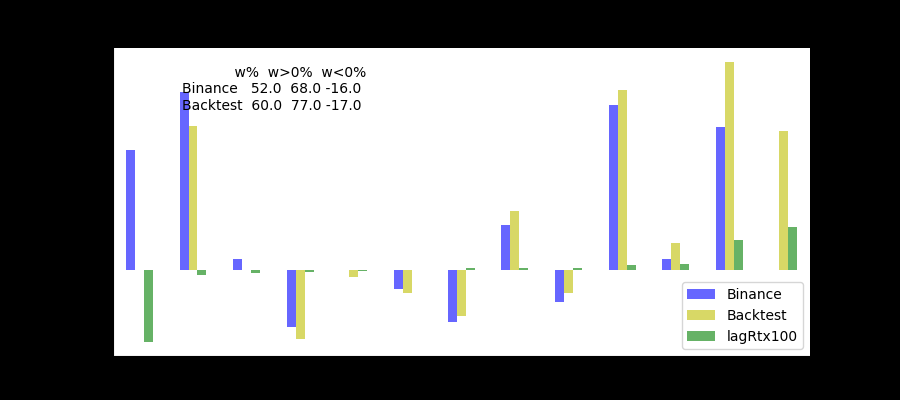 w% w>0% w<0%
Binance 52.0 68.0 -16.0
Backtest 60.0 77.0 -17.0
Binance
Backtest
lagRtx100